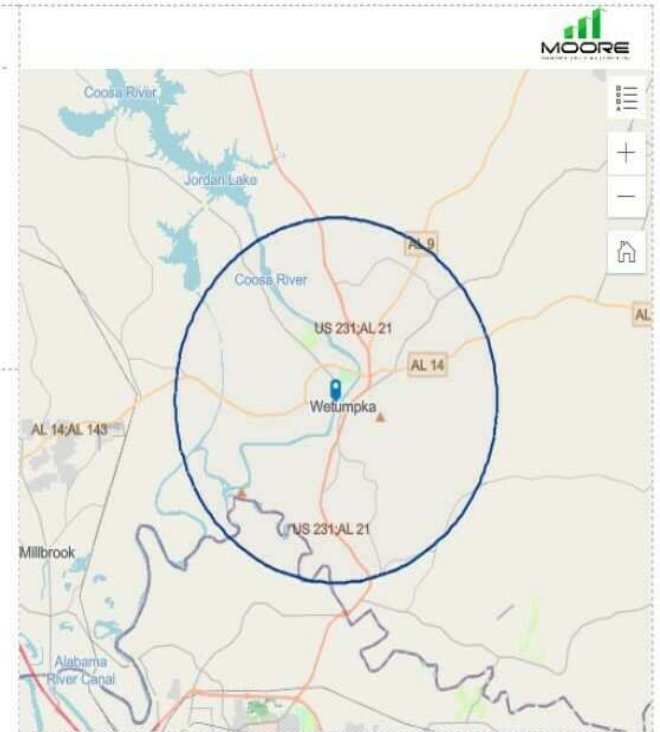 MOORE
Coosa River
Jordan Lake
AL 9
Coosa River
US 231;AL 21
AL
AL 14
Wetumpka
AL 14;AL 143
US 231;AL 21
Millbrook
Alabama
River Canal